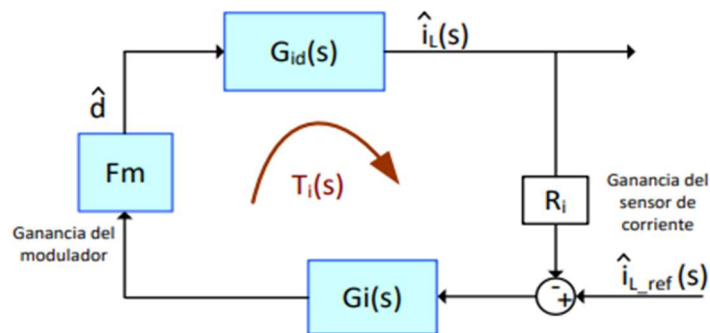 Gid(s)
îL(s)
d̂
Fm
Ti(s)
Ganancia del
modulador
Ri
Ganancia del
sensor de
corriente
Gi(s)
-
+
îL_ref (s)